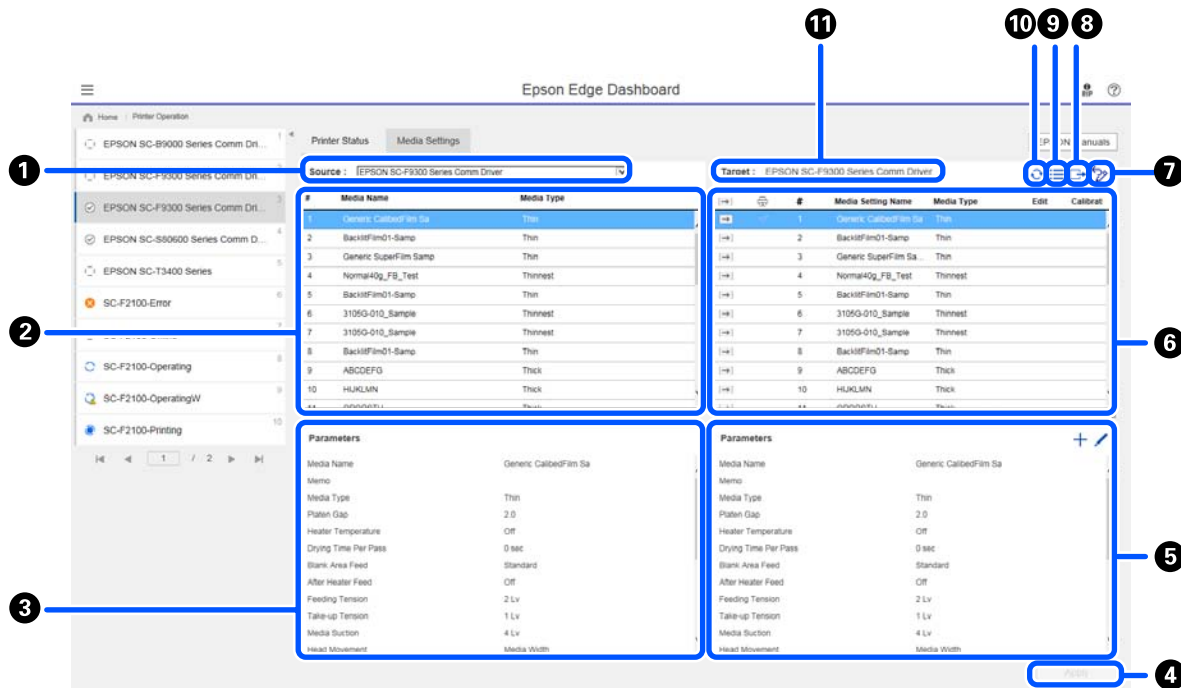 11 10 9 8
Epson Edge Dashboard
Home Printer Operation
EPSON SC-B9000 Series Comm Dri... 1
EPSON SC-F9300 Series Comm Dri...
EPSON SC-F9300 Series Comm Dri... 3
EPSON SC-S80600 Series Comm D... 4
EPSON SC-T3400 Series 5
SC-F2100-Error 6
SC-F2100-Operating 8
SC-F2100-OperatingW 9
SC-F2100-Printing 10
1 / 2
Printer Status Media Settings
1
Source : EPSON SC-F9300 Series Comm Driver
Target : EPSON SC-F9300 Series Comm Driver
7
2
# Media Name Media Type
1 Generic CalibedFilm Sa Thin
2 BacklitFilm01-Samp Thin
3 Generic SuperFilm Samp Thin
4 Normal40g_FB_Test Thinnest
5 BacklitFilm01-Samp Thin
6 3105G-010_Sample Thinnest
7 3105G-010_Sample Thinnest
8 BacklitFilm01-Samp Thin
9 ABCDEFG Thick
10 HIJKLMN Thick
# Media Setting Name Media Type Edit Calibrat
1 Generic CalibedFilm Sa Thin
2 BacklitFilm01-Samp Thin
3 Generic SuperFilm Sa... Thin
4 Normal40g_FB_Test Thinnest
5 BacklitFilm01-Samp Thin
6 3105G-010_Sample Thinnest
7 3105G-010_Sample Thinnest
8 BacklitFilm01-Samp Thin
9 ABCDEFG Thick
10 HIJKLMN Thick
6
3
Parameters
Media Name Generic CalibedFilm Sa
Memo
Media Type Thin
Platen Gap 2.0
Heater Temperature Off
Drying Time Per Pass 0 sec
Blank Area Feed Standard
After Heater Feed Off
Feeding Tension 2 Lv
Take-up Tension 1 Lv
Media Suction 4 Lv
Head Movement Media Width
Parameters
Media Name Generic CalibedFilm Sa
Memo
Media Type Thin
Platen Gap 2.0
Heater Temperature Off
Drying Time Per Pass 0 sec
Blank Area Feed Standard
After Heater Feed Off
Feeding Tension 2 Lv
Take-up Tension 1 Lv
Media Suction 4 Lv
Head Movement Media Width
5
Apply
4